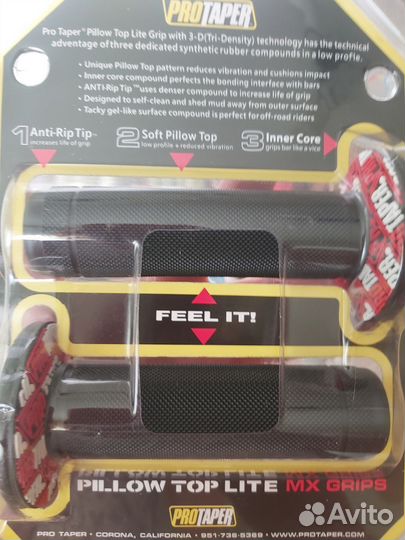 PROTAPER
Pro Taper™ Pillow Top Lite Grip with 3-D(Tri-Density) technology has the technical
advantage of three dedicated synthetic rubber compounds in a low profile.
• Unique Pillow Top pattern reduces vibration and cushions impact
• Inner core compound perfects the bonding interface with bars
• ANTI-Rip Tip™uses denser compound to increase life of grip
• Designed to self-clean and shed mud away from outer surface
• Tacky gel-like surface compound is perfect for off-road riders
1 Anti-Rip Tip™ 2 Soft Pillow Top 3 Inner Core
increases life of grip low profile + reduced vibration grips bar like a vice
FEEL IT!
PILLOW TOP LITE MX GRIPS
PROTAPER
PRO TAPER • CORONA, CALIFORNIA • 951-736-5369 • WWW.PROTAPER.COM
Avito